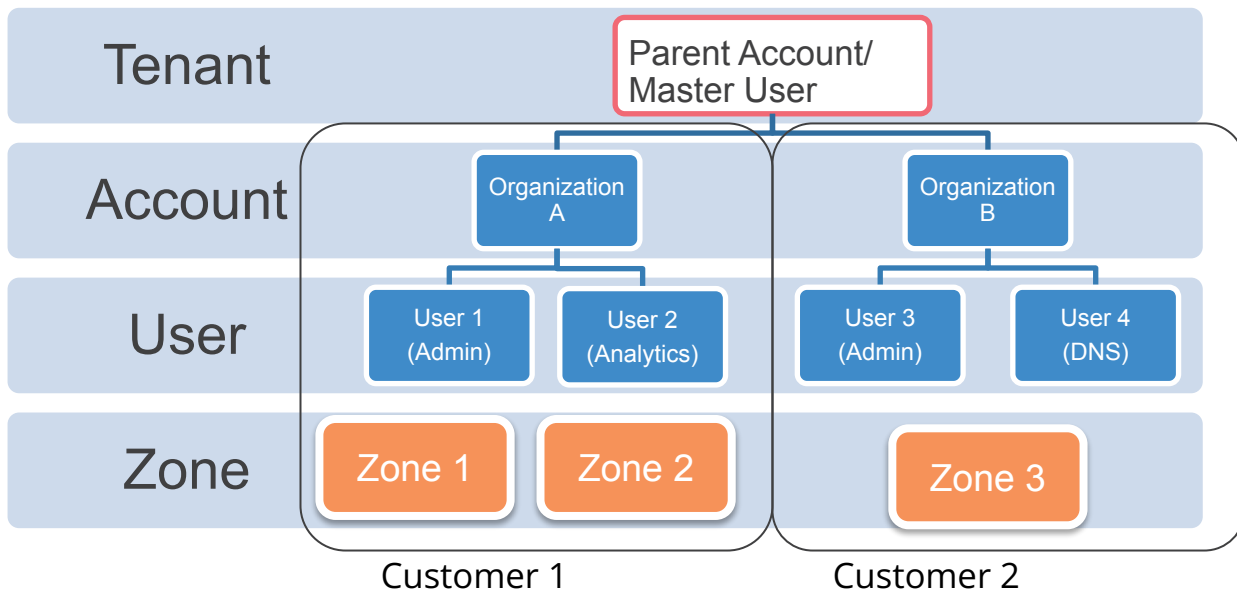 Tenant
Parent Account/
Master User
Account
Organization
A
Organization
B
User
User 1
(Admin)
User 2
(Analytics)
User 3
(Admin)
User 4
(DNS)
Zone
Zone 1
Zone 2
Zone 3
Customer 1
Customer 2